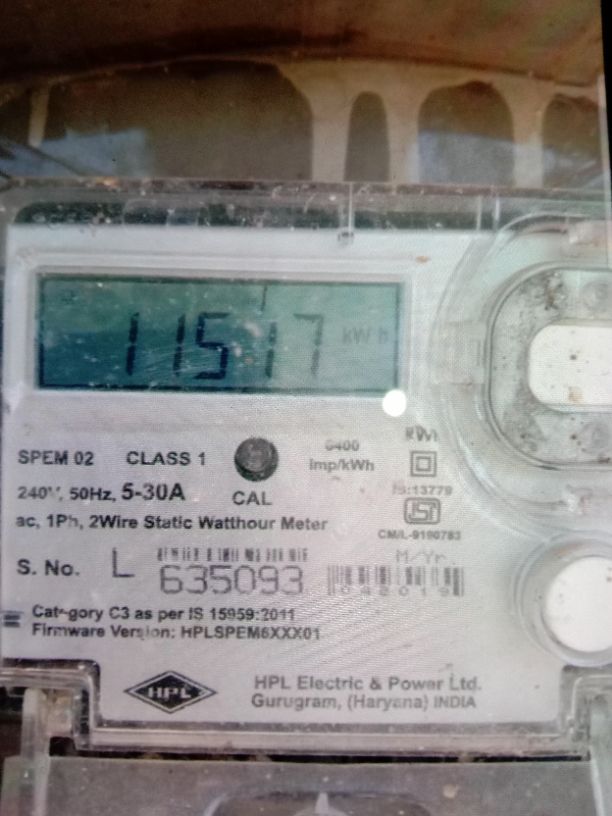 11517 kWh
SPEM 02 CLASS 1
6400
imp/kWh
240V, 50Hz, 5-30A
CAL
IS:13779
ac, 1Ph, 2Wire Static Watthour Meter
CM/L-9190783
S. No. L 635093
M/Yr
042019
Category C3 as per IS 15959:2011
Firmware Version: HPLSPEM6XXX01
HPL
HPL Electric & Power Ltd.
Gurugram, (Haryana) INDIA